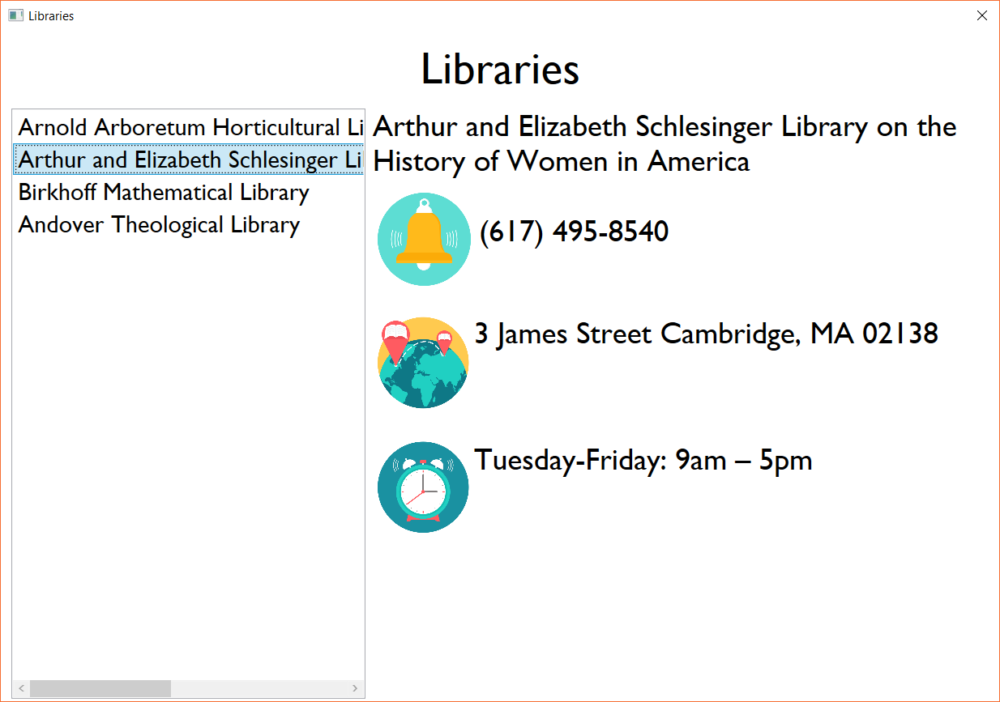 Libraries
Libraries
Arnold Arboretum Horticultural Li
Arthur and Elizabeth Schlesinger Li
Birkhoff Mathematical Library
Andover Theological Library
Arthur and Elizabeth Schlesinger Library on the
History of Women in America
(617) 495-8540
3 James Street Cambridge, MA 02138
Tuesday-Friday: 9am – 5pm